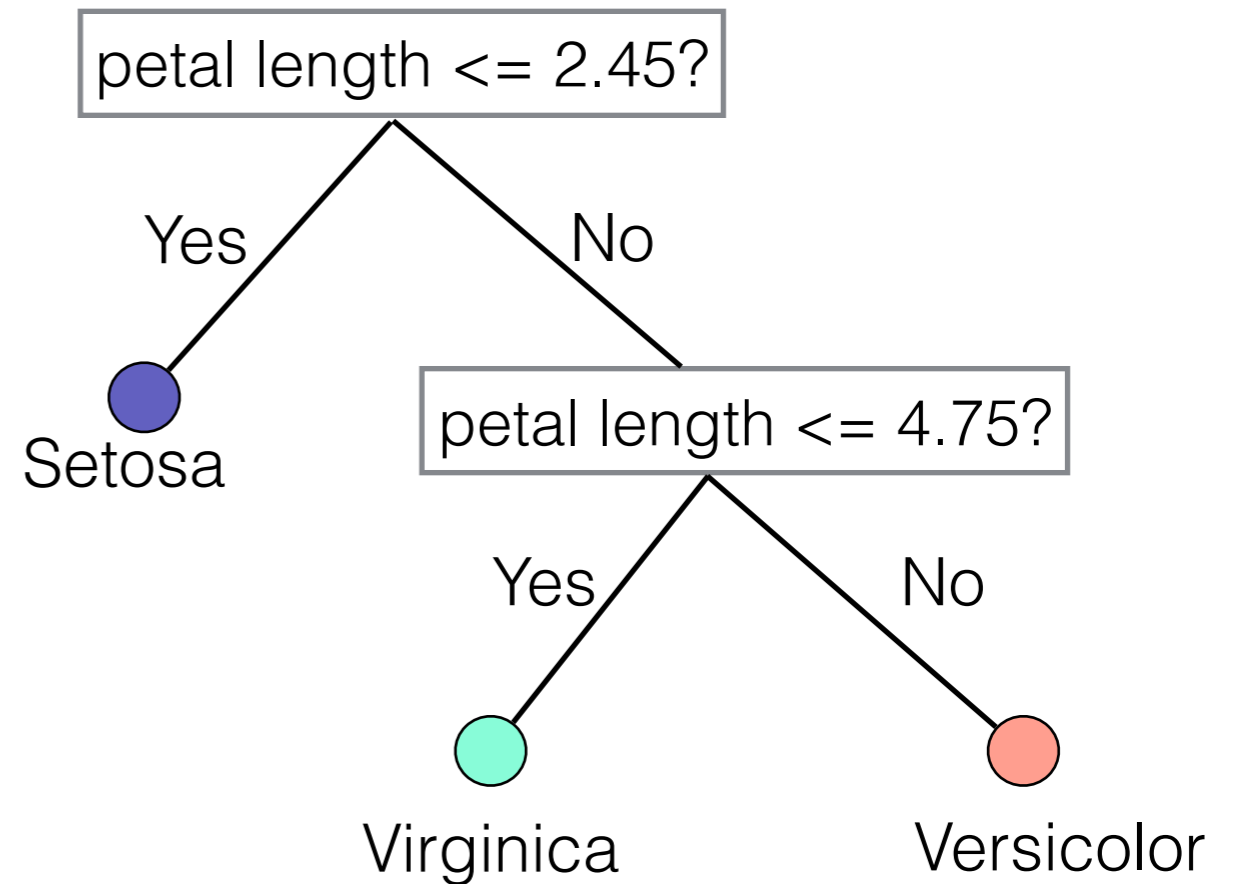 petal length <= 2.45?
Yes
No
Setosa
petal length <= 4.75?
Yes
No
Virginica
Versicolor